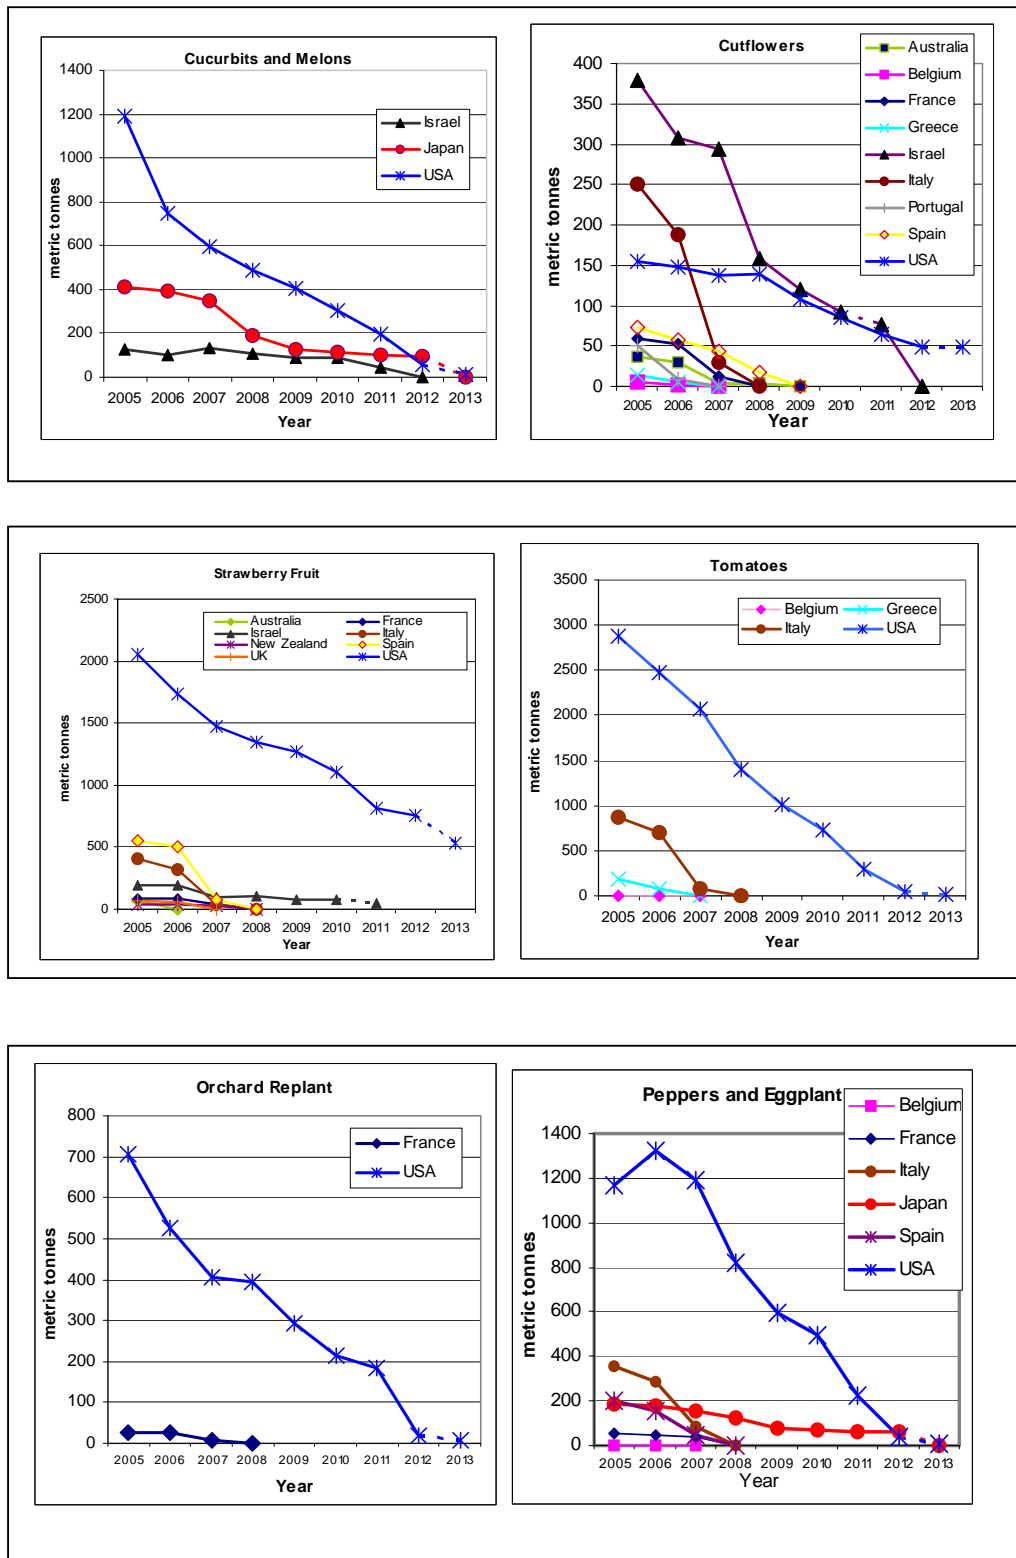 Cucurbits and Melons
1400
1200
1000
800
600
400
200
0
metric tonnes
Israel
Japan
USA
2005 2006 2007 2008 2009 2010 2011 2012 2013
Year
Cutflowers
400
350
300
250
200
150
100
50
0
metric tonnes
Australia
Belgium
France
Greece
Israel
Italy
Portugal
Spain
USA
2005 2006 2007 2008 2009 2010 2011 2012 2013
Year
Strawberry Fruit
2500
2000
1500
1000
500
0
metric tonnes
Australia France
Israel Italy
New Zealand Spain
UK USA
2005 2006 2007 2008 2009 2010 2011 2012 2013
Year
Tomatoes
3500
3000
2500
2000
1500
1000
500
0
metric tonnes
Belgium Greece
Italy USA
2005 2006 2007 2008 2009 2010 2011 2012 2013
Year
Orchard Replant
800
700
600
500
400
300
200
100
0
metric tonnes
France
USA
2005 2006 2007 2008 2009 2010 2011 2012 2013
Year
Peppers and Eggplant
1400
1200
1000
800
600
400
200
0
metric tonnes
Belgium
France
Italy
Japan
Spain
USA
2005 2006 2007 2008 2009 2010 2011 2012 2013
Year